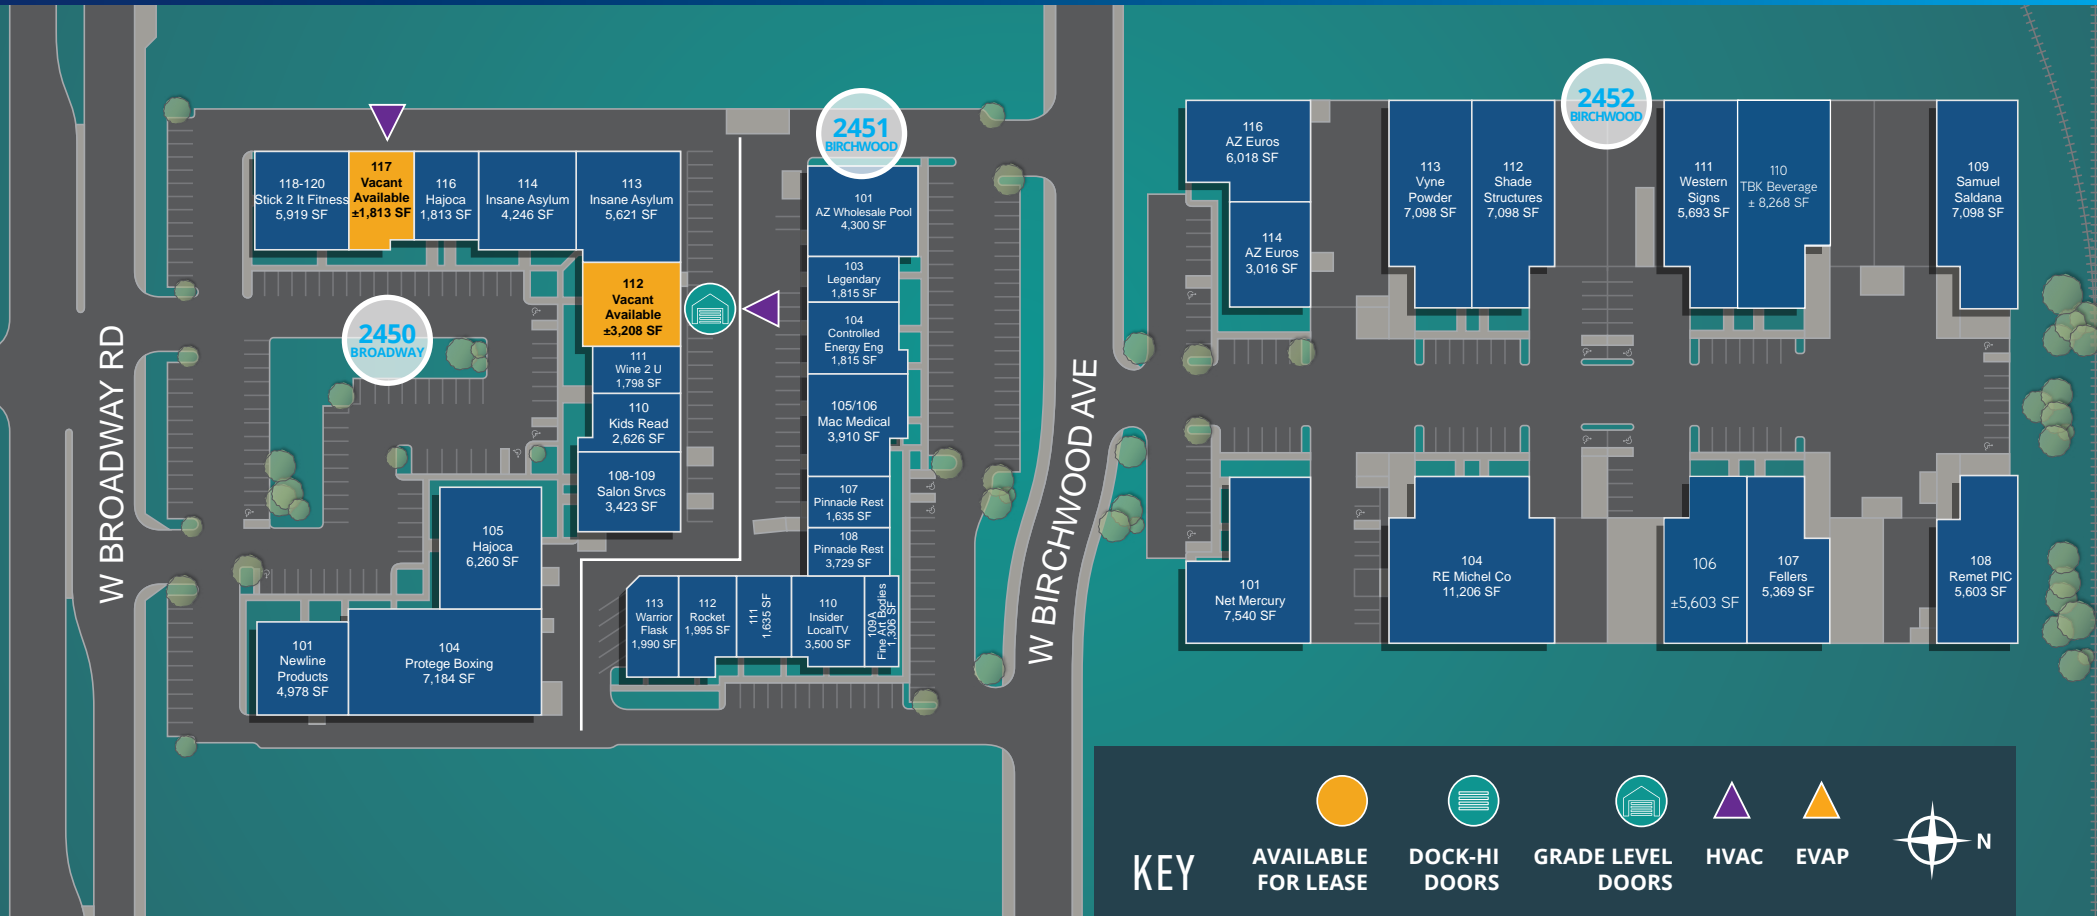 2450
BROADWAY
118-120
Stick 2 It Fitness
5,919 SF
117
Vacant
Available
±1,813 SF
116
Hajoca
1,813 SF
114
Insane Asylum
4,246 SF
113
Insane Asylum
5,621 SF
112
Vacant
Available
±3,208 SF
111
Wine 2 U
1,798 SF
110
Kids Read
2,626 SF
108-109
Salon Srvcs
3,423 SF
105
Hajoca
6,260 SF
104
Protege Boxing
7,184 SF
101
Newline
Products
4,978 SF
W BROADWAY RD
2451
BIRCHWOOD
101
AZ Wholesale Pool
4,300 SF
103
Legendary
1,815 SF
104
Controlled
Energy Eng
1,815 SF
105/106
Mac Medical
3,910 SF
107
Pinnacle Rest
1,635 SF
108
Pinnacle Rest
3,729 SF
113
Warrior
Flask
1,990 SF
112
Rocket
1,995 SF
111
1,635 SF
110
Insider
LocalTV
3,500 SF
109 A
Fine Art Bodies
1,306 SF
W BIRCHWOOD AVE
2452
BIRCHWOOD
116
AZ Euros
6,018 SF
114
AZ Euros
3,016 SF
113
Vyne
Powder
7,098 SF
112
Shade
Structures
7,098 SF
111
Western
Signs
5,693 SF
110
TBK Beverage
± 8,268 SF
109
Samuel
Saldana
7,098 SF
101
Net Mercury
7,540 SF
104
RE Michel Co
11,206 SF
106
±5,603 SF
107
Fellers
5,369 SF
108
Remet PIC
5,603 SF
KEY
AVAILABLE
FOR LEASE
DOCK-HI
DOORS
GRADE LEVEL
DOORS
HVAC
EVAP
N